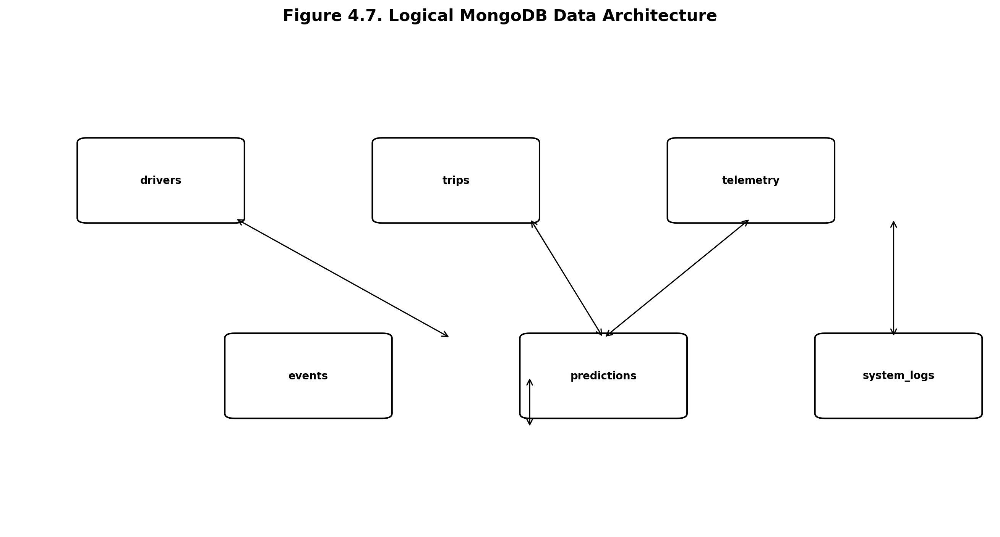 Figure 4.7. Logical MongoDB Data Architecture
drivers
trips
telemetry
events
predictions
system_logs